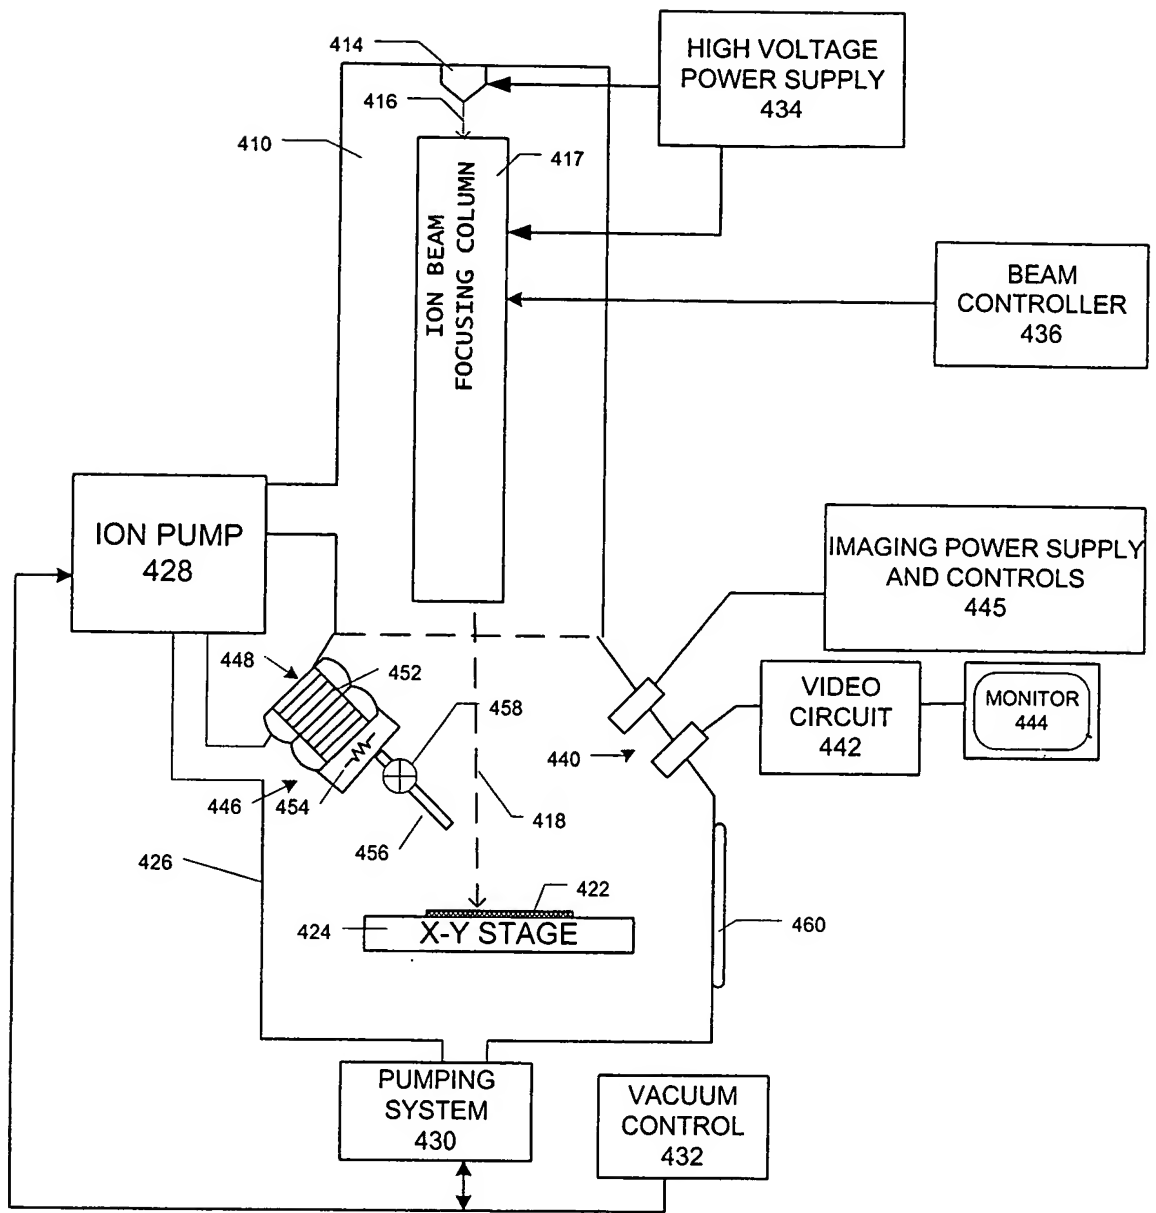 414
HIGH VOLTAGE
POWER SUPPLY
434
416
410
417
ION BEAM
FOCUSING COLUMN
BEAM
CONTROLLER
436
ION PUMP
428
IMAGING POWER SUPPLY
AND CONTROLS
445
448
452
458
VIDEO
CIRCUIT
442
MONITOR
444
440
446
454
418
456
426
422
424
X-Y STAGE
460
PUMPING
SYSTEM
430
VACUUM
CONTROL
432